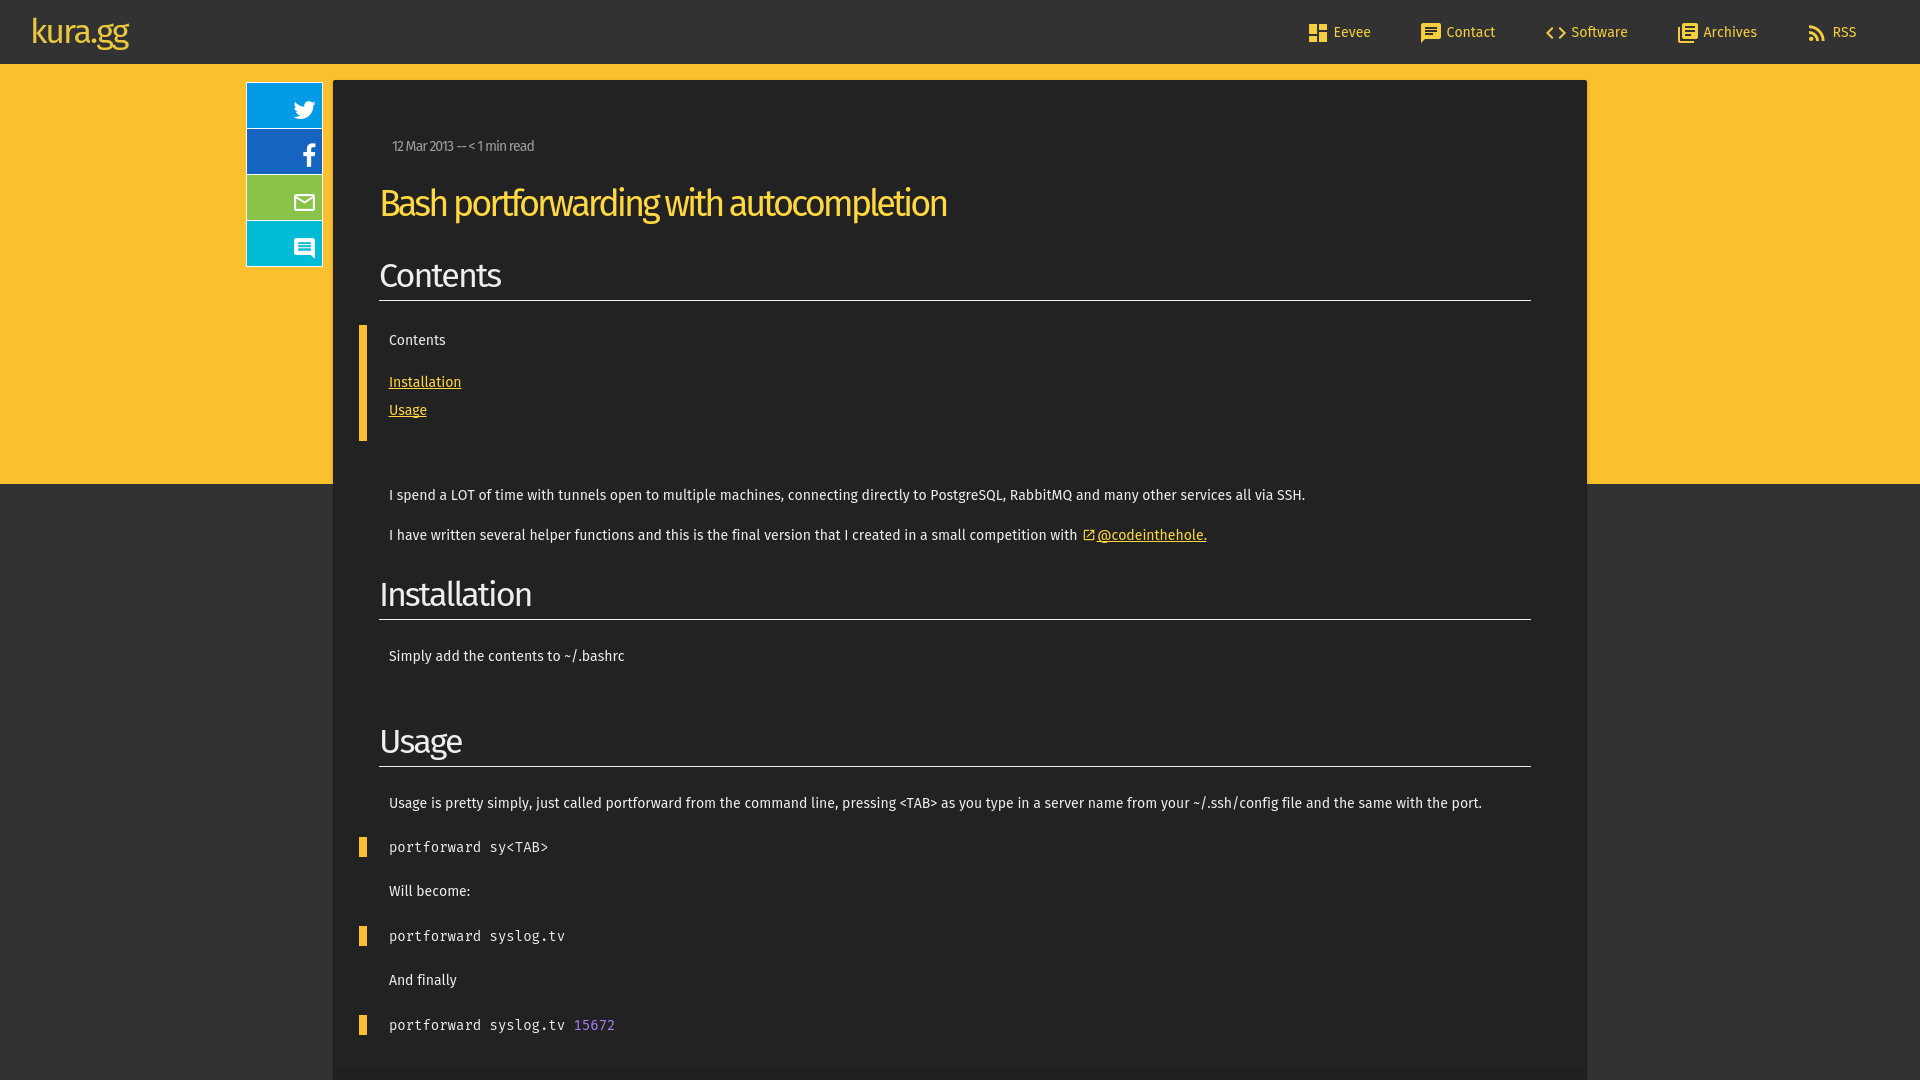 kura.gg
Eevee
Contact
Software
Archives
RSS
12 Mar 2013 -- < 1 min read
Bash portforwarding with autocompletion
Contents
Contents
Installation
Usage
I spend a LOT of time with tunnels open to multiple machines, connecting directly to PostgreSQL, RabbitMQ and many other services all via SSH.
I have written several helper functions and this is the final version that I created in a small competition with @codeinthehole.
Installation
Simply add the contents to ~/.bashrc
Usage
Usage is pretty simply, just called portforward from the command line, pressing <TAB> as you type in a server name from your ~/.ssh/config file and the same with the port.
portforward sy<TAB>
Will become:
portforward syslog.tv
And finally
portforward syslog.tv 15672